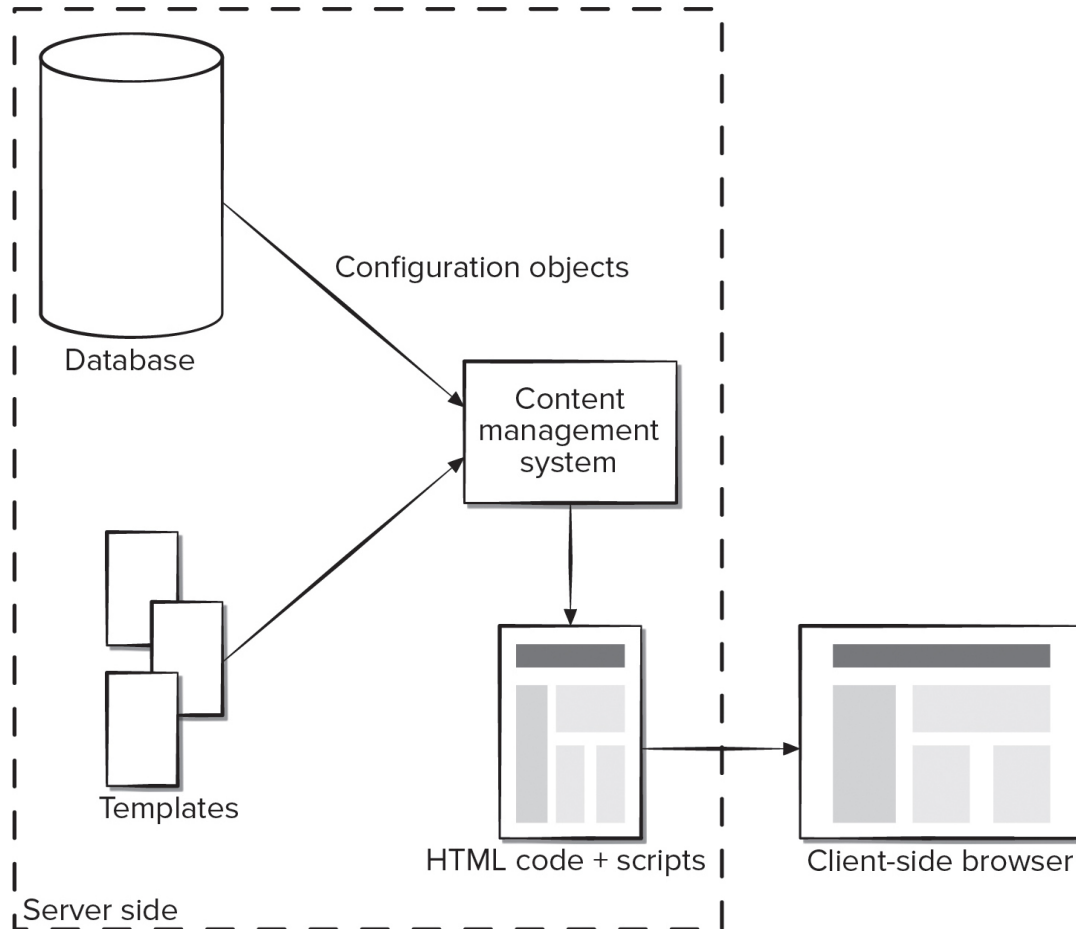 Configuration objects
Database
Content
management
system
Templates
HTML code + scripts
Client-side browser
Server side